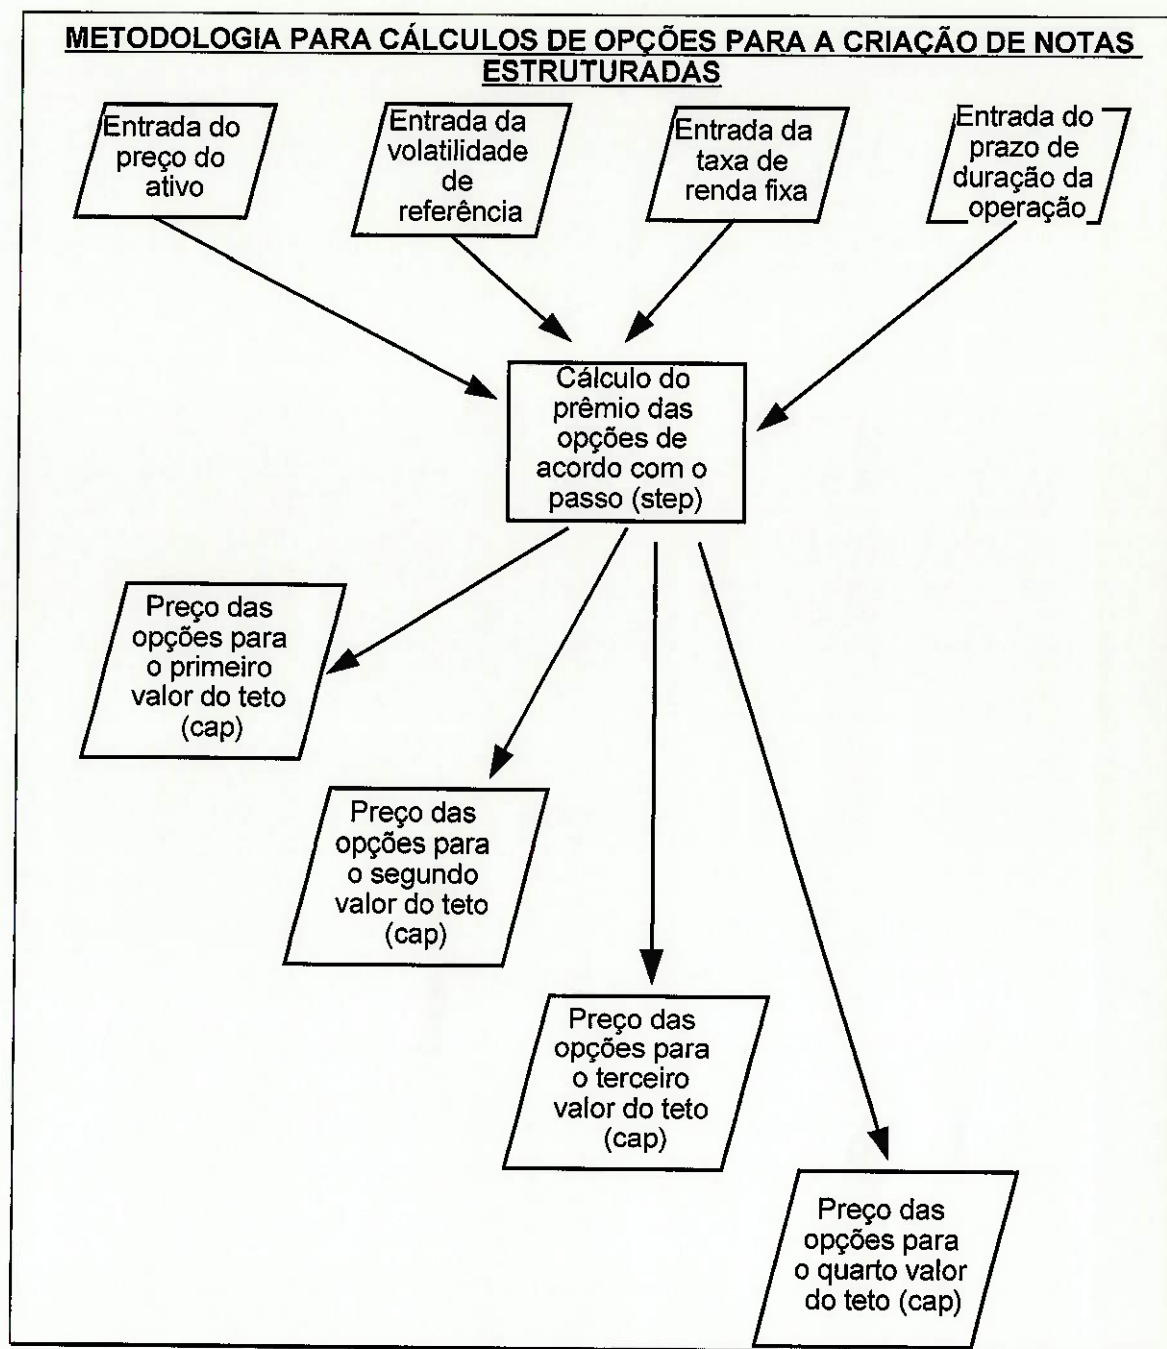 METODOLOGIA PARA CÁLCULOS DE OPÇÕES PARA A CRIAÇÃO DE NOTAS
ESTRUTURADAS
Entrada do
preço do
ativo
Entrada da
volatilidade
de
referência
Entrada da
taxa de
renda fixa
Entrada do
prazo de
duração da
operação
Cálculo do
prêmio das
opções de
acordo com o
passo (step)
Preço das
opções para
o primeiro
valor do teto
(cap)
Preço das
opções para
o segundo
valor do teto
(cap)
Preço das
opções para
o terceiro
valor do teto
(cap)
Preço das
opções para
o quarto valor
do teto (cap)